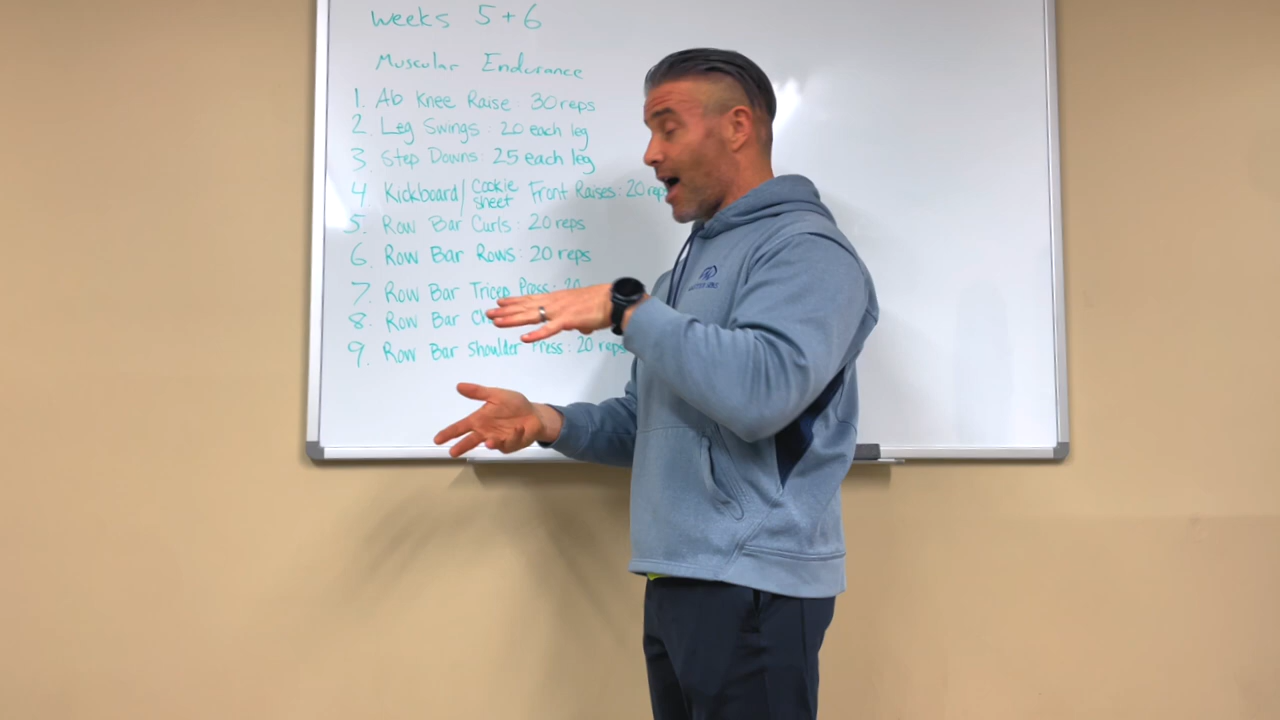 Weeks 5+6
Muscular Endurance
1. Ab Knee Raise: 30 reps
2. Leg Swings: 20 each leg
3. Step Downs: 25 each leg
4 Kickboard/Cookie sheet Front Raises: 20 reps
5. Row Bar Curls: 20 reps
6. Row Bar Rows: 20 reps
7. Row Bar Tricep Press: 20
8. Row Bar
9. Row Bar Shoulder Press: 20 reps